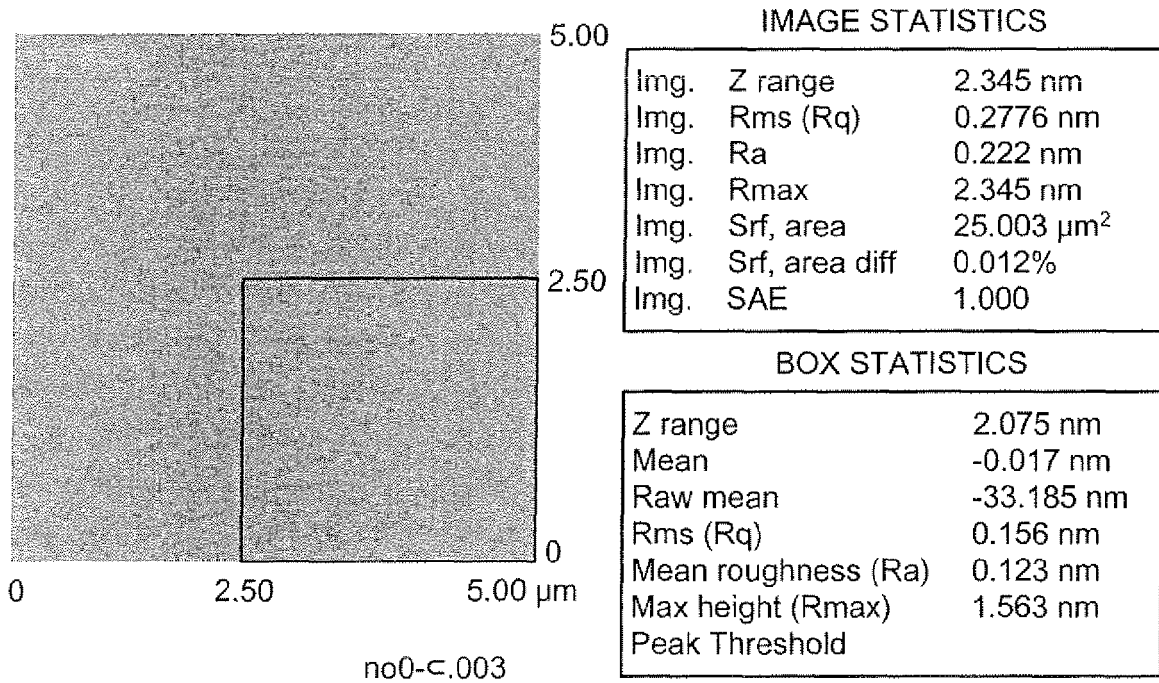 5.00
2.50
0
0 2.50 5.00 µm
no0-⊂.003
IMAGE STATISTICS
Img. Z range 2.345 nm
Img. Rms (Rq) 0.2776 nm
Img. Ra 0.222 nm
Img. Rmax 2.345 nm
Img. Srf, area 25.003 µm²
Img. Srf, area diff 0.012%
Img. SAE 1.000
BOX STATISTICS
Z range 2.075 nm
Mean -0.017 nm
Raw mean -33.185 nm
Rms (Rq) 0.156 nm
Mean roughness (Ra) 0.123 nm
Max height (Rmax) 1.563 nm
Peak Threshold